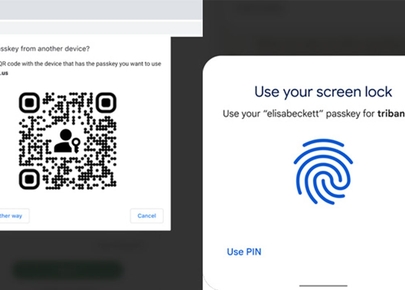 sskey from another device?
QR code with the device that has the passkey you want to use
.us
ther way
Cancel
Use your screen lock
Use your “elisabeckett” passkey for triban
Use PIN